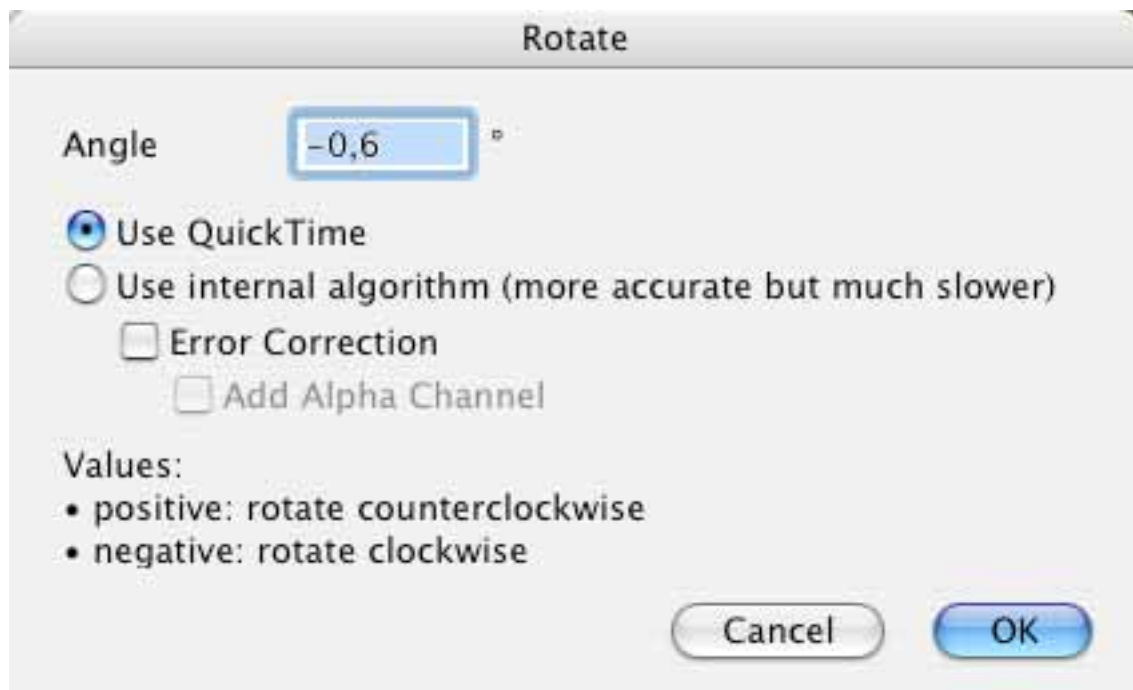 Rotate
Angle -0,6 °
Use QuickTime
Use internal algorithm (more accurate but much slower)
Error Correction
Add Alpha Channel
Values:
• positive: rotate counterclockwise
• negative: rotate clockwise
Cancel OK